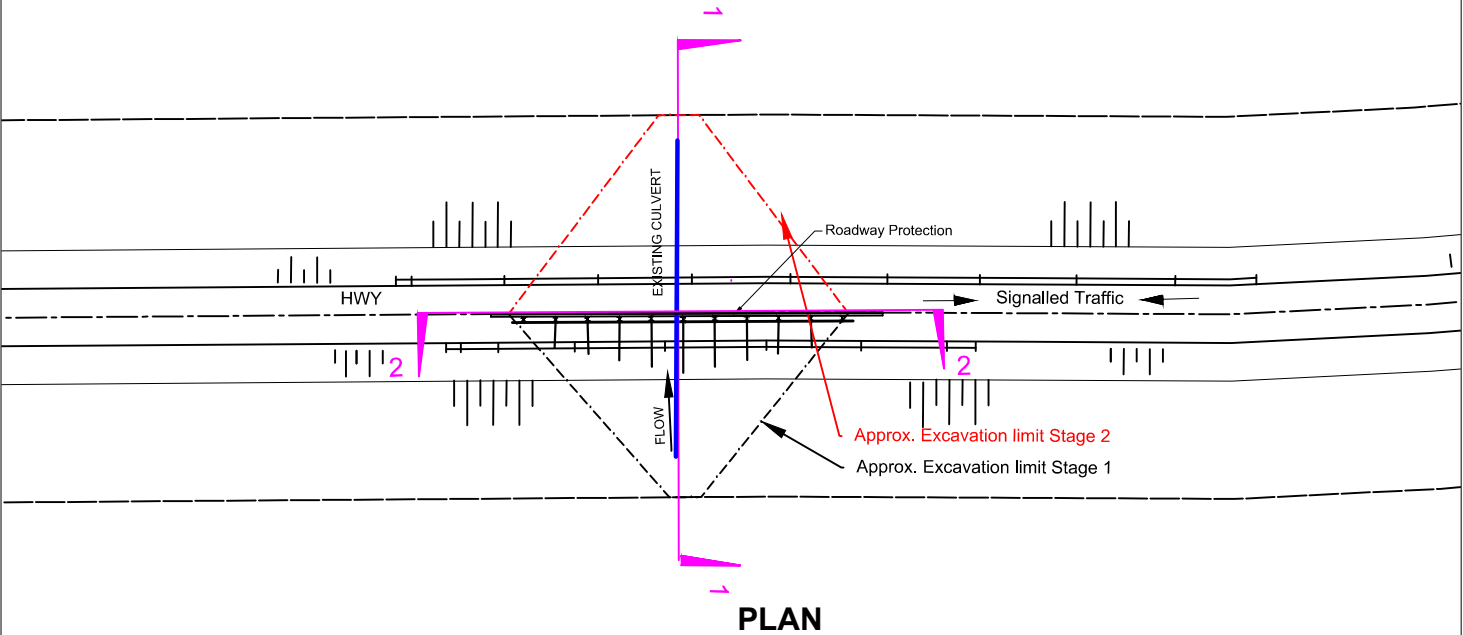 1
EXISTING CULVERT
Roadway Protection
HWY
Signalled Traffic
2
2
FLOW
Approx. Excavation limit Stage 2
Approx. Excavation limit Stage 1
1
PLAN